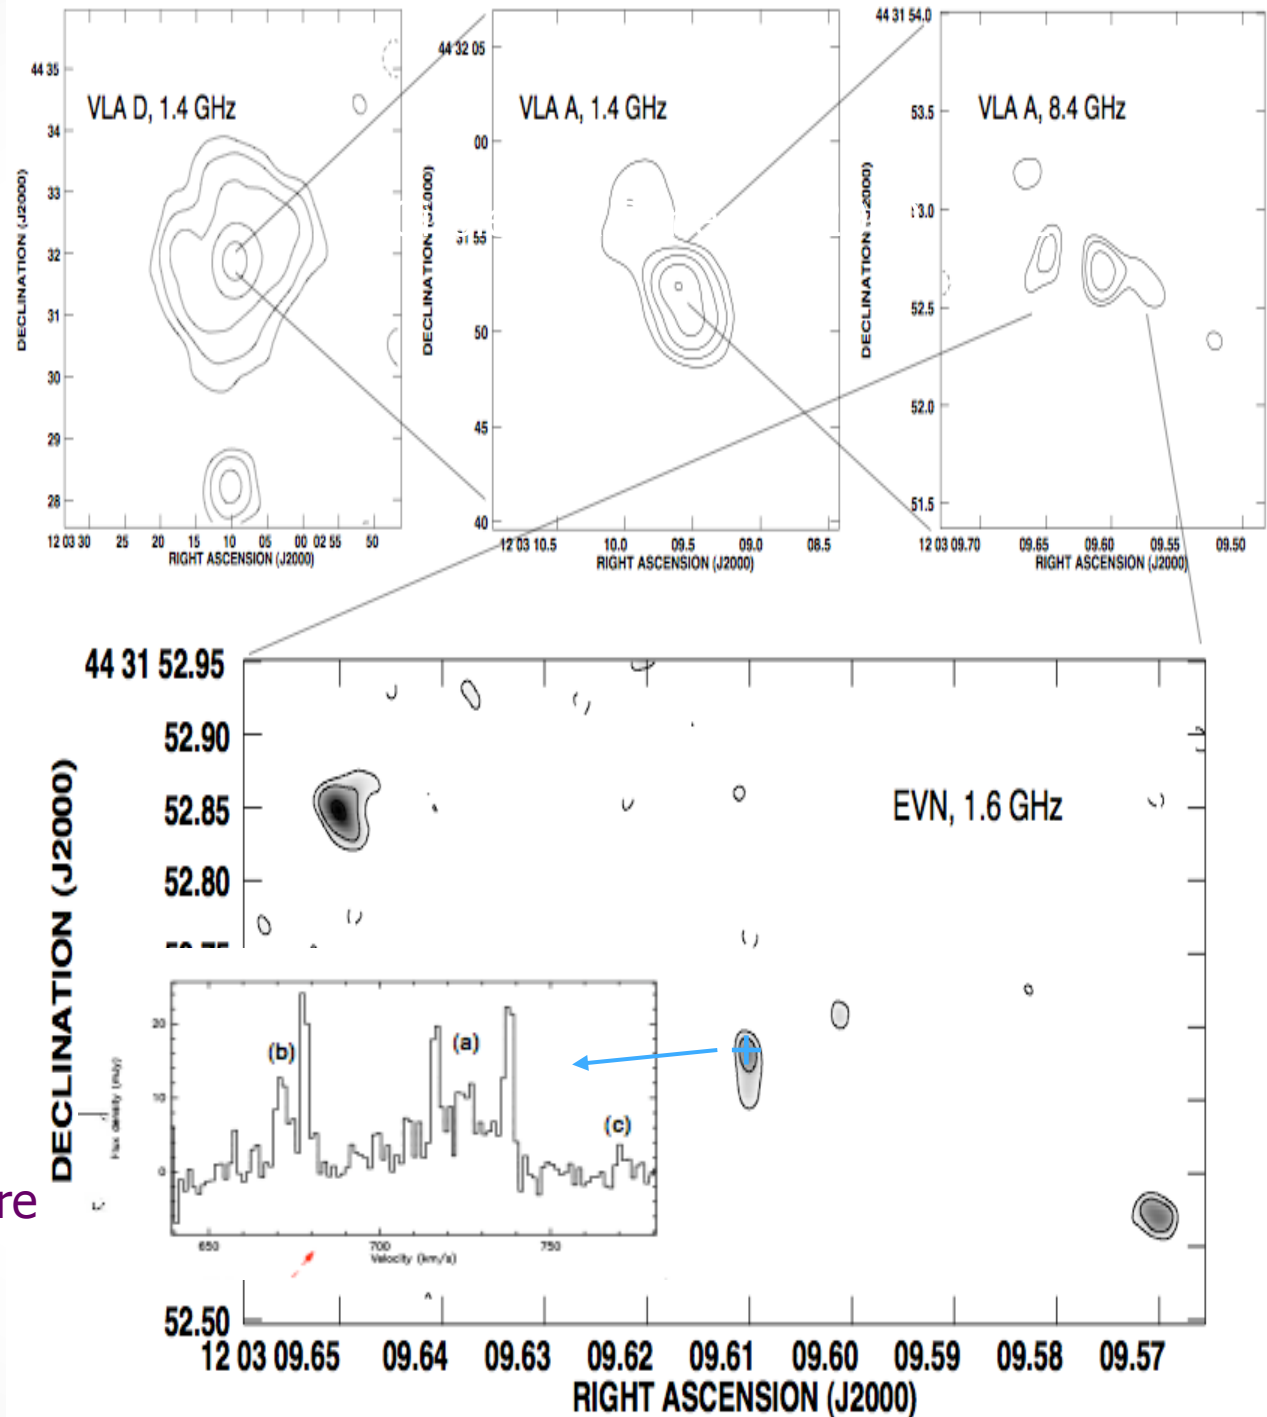 VLA D, 1.4 GHz
44 35
34
33
32
31
30
29
28
DECLINATION (J2000)
12 03 30 25 20 15 10 05 00 02 55 50
RIGHT ASCENSION (J2000)
VLA A, 1.4 GHz
44 32 05
00
55
50
45
40
DECLINATION (J2000)
12 03 10.5 10.0 09.5 09.0 08.5
RIGHT ASCENSION (J2000)
VLA A, 8.4 GHz
44 31 54.0
53.5
53.0
52.5
52.0
51.5
DECLINATION (J2000)
12 03 09.70 09.65 09.60 09.55 09.50
RIGHT ASCENSION (J2000)
EVN, 1.6 GHz
44 31 52.95
52.90
52.85
52.80
52.50
DECLINATION (J2000)
12 03 09.65 09.64 09.63 09.62 09.61 09.60 09.59 09.58 09.57
RIGHT ASCENSION (J2000)
(b)
(a)
(c)
20
10
0
Flux density (mJy)
650 700 750
Velocity (km/s)
re